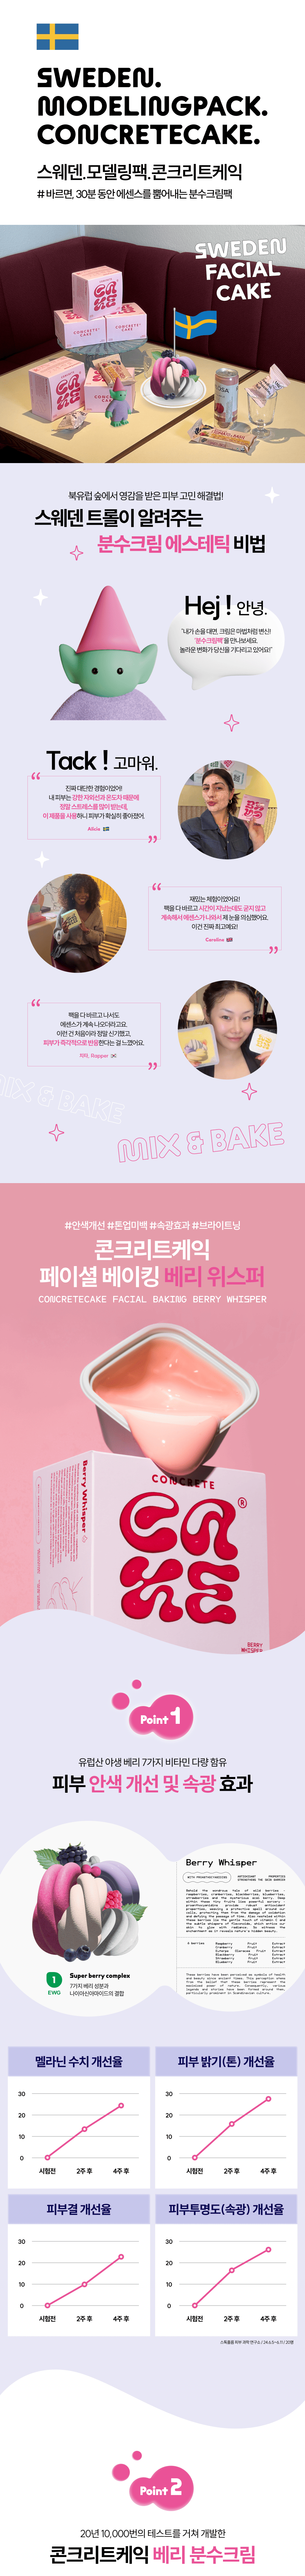 SWEDEN.
MODELINGPACK.
CONCRETECAKE.
스웨덴.모델링팩.콘크리트케익
# 바르면, 30분 동안 에센스를 뿜어내는 분수크림팩
SWEDEN
FACIAL
CAKE
북유럽 숲에서 영감을 받은 피부 고민 해결법!
스웨덴 트롤이 알려주는
분수크림 에스테틱 비법
Hej ! 안녕.
"내가 손을 대면, 크림은 마법처럼 변신!
'분수크림팩'을 만나보세요.
놀라운 변화가 당신을 기다리고 있어요!"
Tack ! 고마워.
진짜 대단한 경험이었어!
내 피부는 강한 자외선과 온도차 때문에
정말 스트레스를 많이 받는데,
이 제품을 사용하니 피부가 확실히 좋아졌어.
Alizia
재밌는 체험이었어요!
팩을 다 바르고 시간이 지났는데도 굳지 않고
계속해서 에센스가 나와서 제 눈을 의심했어요.
이건 진짜 최고예요!
Caroline
팩을 다 바르고 나서도
에센스가 계속 나오더라고요.
이런 건 처음이라 정말 신기했고,
피부가 즉각적으로 반응한다는 걸 느꼈어요.
치타, Rapper
MIX & BAKE
MIX & BAKE
#안색개선 #톤업미백 #속광효과 #브라이트닝
콘크리트케익
페이셜 베이킹 베리 위스퍼
CONCRETECAKE FACIAL BAKING BERRY WHISPER
Berry Whisper
CONCRETE
CAKE
BERRY
WHISPER
Point 1
유럽산 야생 베리 7가지 비타민 다량 함유
피부 안색 개선 및 속광 효과
Berry Whisper
1
EWG
Super berry complex
7가지 베리 성분과
나이아신아마이드의 결합
멜라닌 수치 개선율
30
20
10
0
시험전 2주 후 4주 후
피부 밝기(톤) 개선율
30
20
10
0
시험전 2주 후 4주 후
피부결 개선율
30
20
10
0
시험전 2주 후 4주 후
피부투명도(속광) 개선율
30
20
10
0
시험전 2주 후 4주 후
Point 2
20년 10,000번의 테스트를 거쳐 개발한
콘크리트케익 베리 분수크림